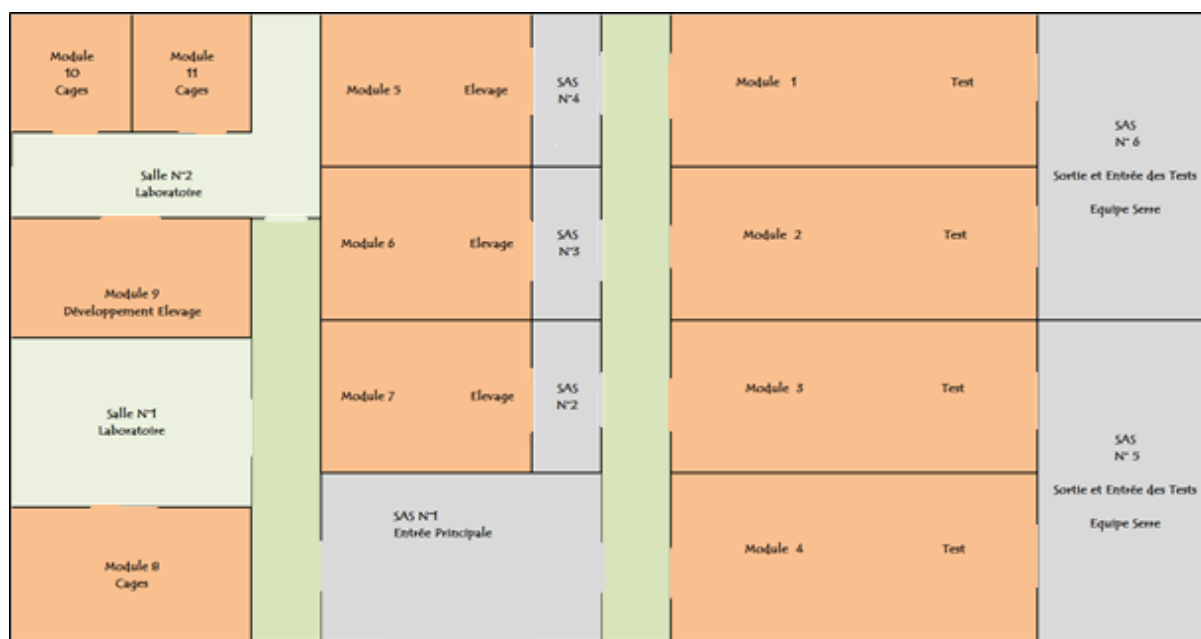 Module
10
Cages
Module
11
Cages
Salle N°2
Laboratoire
Module 9
Développement Elevage
Salle N°1
Laboratoire
Module 8
Cages
Module 5 Elevage
SAS
N°4
Module 6 Elevage
SAS
N°3
Module 7 Elevage
SAS
N°2
SAS N°1
Entrée Principale
Module 1 Test
Module 2 Test
Module 3 Test
Module 4 Test
SAS
N° 6
Sortie et Entrée des Tests
Equipe Serre
SAS
N° 5
Sortie et Entrée des Tests
Equipe Serre